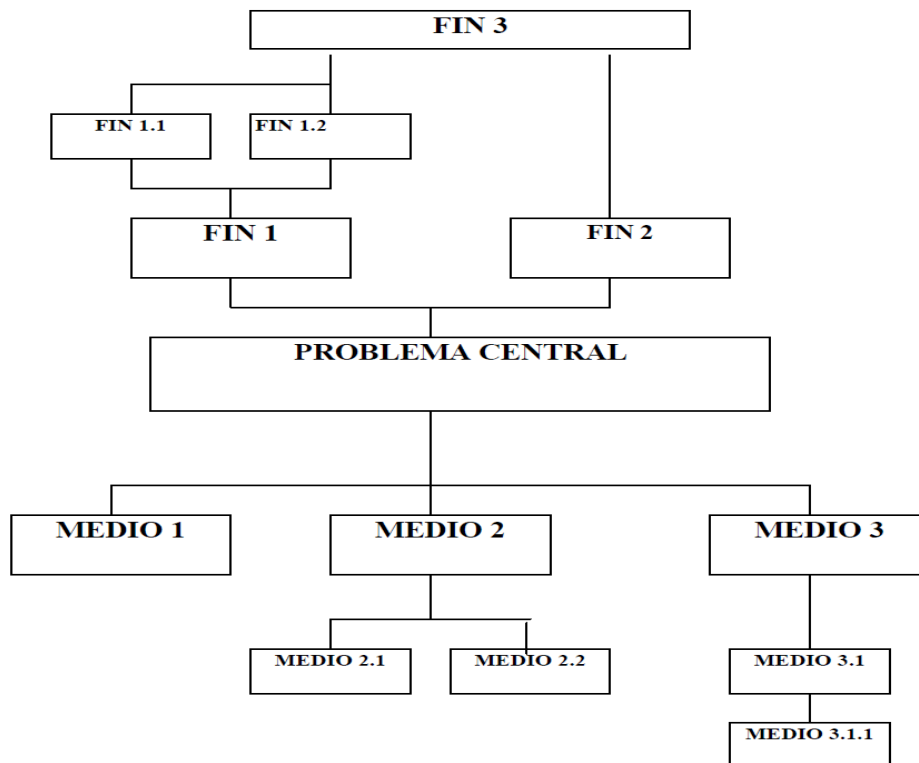 FIN 3
FIN 1.1
FIN 1.2
FIN 1
FIN 2
PROBLEMA CENTRAL
MEDIO 1
MEDIO 2
MEDIO 3
MEDIO 2.1
MEDIO 2.2
MEDIO 3.1
MEDIO 3.1.1